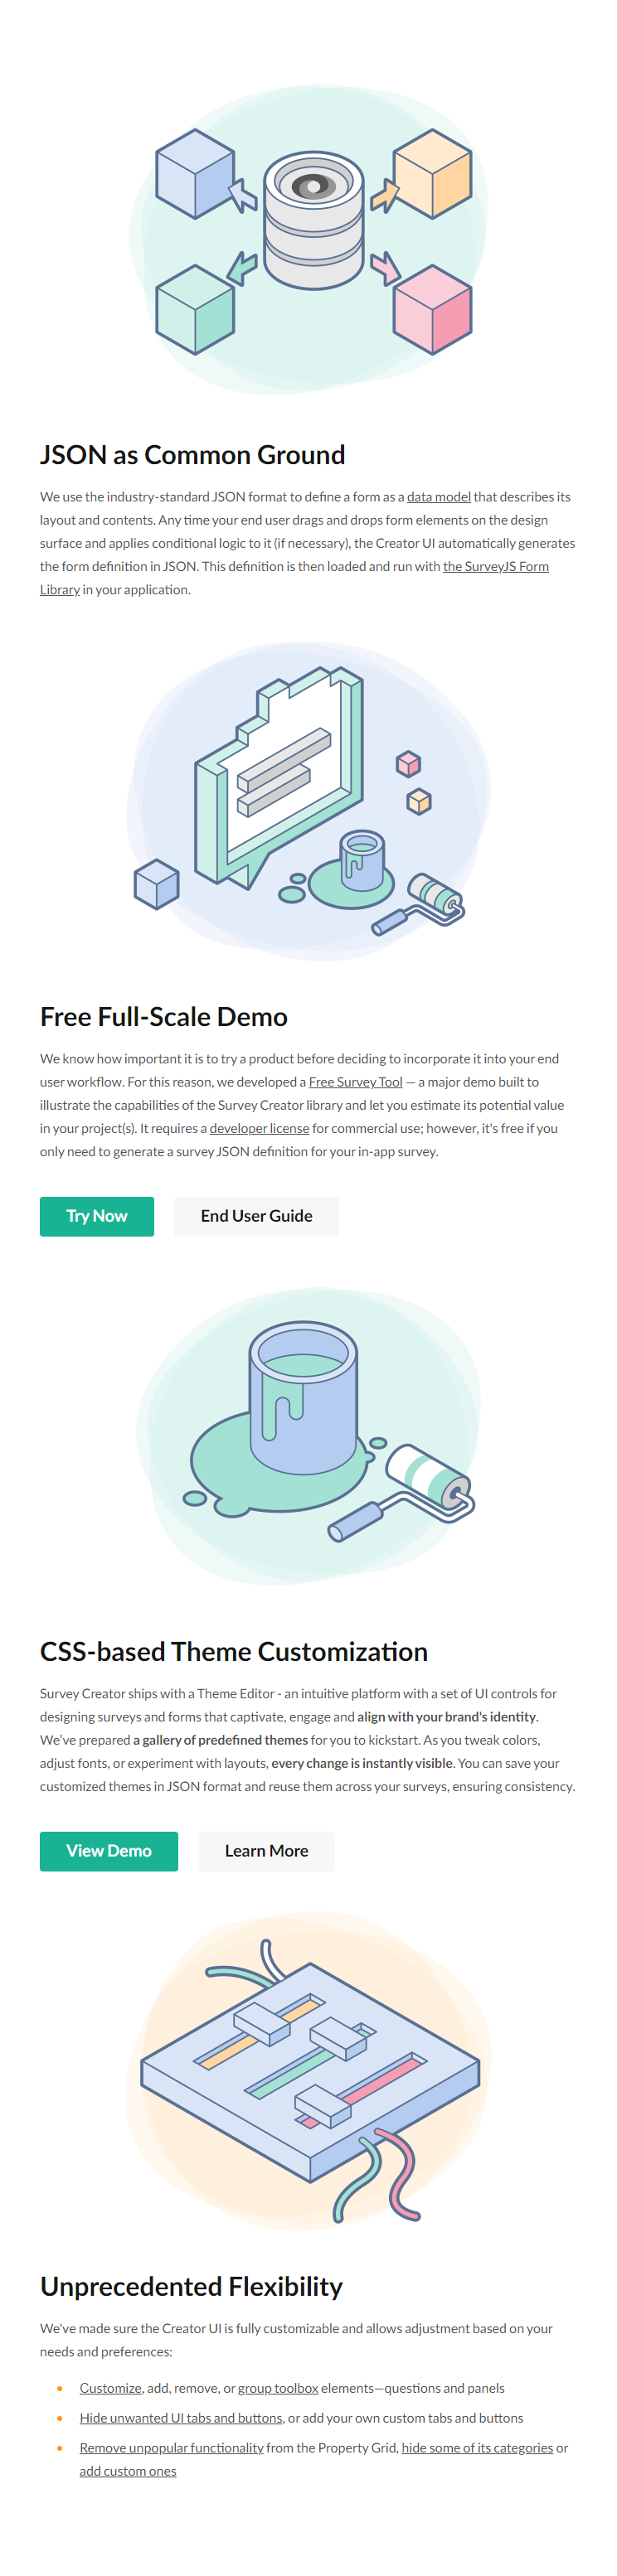 JSON as Common Ground
We use the industry-standard JSON format to define a form as a data model that describes its
layout and contents. Any time your end user drags and drops form elements on the design
surface and applies conditional logic to it (if necessary), the Creator UI automatically generates
the form definition in JSON. This definition is then loaded and run with the SurveyJS Form
Library in your application.
Free Full-Scale Demo
We know how important it is to try a product before deciding to incorporate it into your end
user workflow. For this reason, we developed a Free Survey Tool — a major demo built to
illustrate the capabilities of the Survey Creator library and let you estimate its potential value
in your project(s). It requires a developer license for commercial use; however, it's free if you
only need to generate a survey JSON definition for your in-app survey.
Try Now
End User Guide
CSS-based Theme Customization
Survey Creator ships with a Theme Editor - an intuitive platform with a set of UI controls for
designing surveys and forms that captivate, engage and align with your brand's identity.
We've prepared a gallery of predefined themes for you to kickstart. As you tweak colors,
adjust fonts, or experiment with layouts, every change is instantly visible. You can save your
customized themes in JSON format and reuse them across your surveys, ensuring consistency.
View Demo
Learn More
Unprecedented Flexibility
We've made sure the Creator UI is fully customizable and allows adjustment based on your
needs and preferences:
Customize, add, remove, or group toolbox elements—questions and panels
Hide unwanted UI tabs and buttons, or add your own custom tabs and buttons
Remove unpopular functionality from the Property Grid, hide some of its categories or
add custom ones